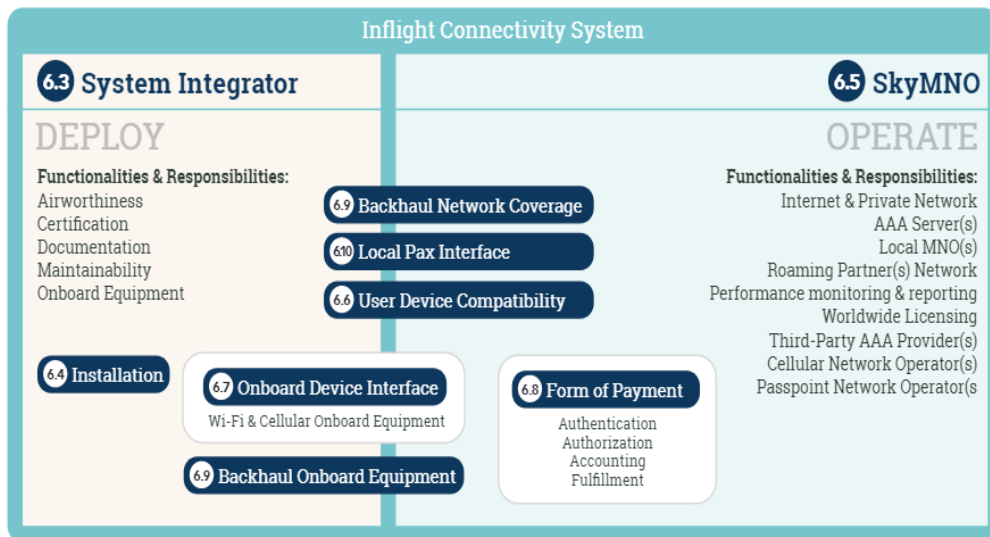 Inflight Connectivity System
6.3 System Integrator
DEPLOY
Functionalities & Responsibilities:
Airworthiness
Certification
Documentation
Maintainability
Onboard Equipment
6.5 SkyMNO
OPERATE
Functionalities & Responsibilities:
Internet & Private Network
AAA Server(s)
Local MNO(s)
Roaming Partner(s) Network
Performance monitoring & reporting
Worldwide Licensing
Third-Party AAA Provider(s)
Cellular Network Operator(s)
Passpoint Network Operator(s
6.9 Backhaul Network Coverage
6.10 Local Pax Interface
6.6 User Device Compatibility
6.4 Installation
6.7 Onboard Device Interface
Wi-Fi & Cellular Onboard Equipment
6.9 Backhaul Onboard Equipment
6.8 Form of Payment
Authentication
Authorization
Accounting
Fulfillment